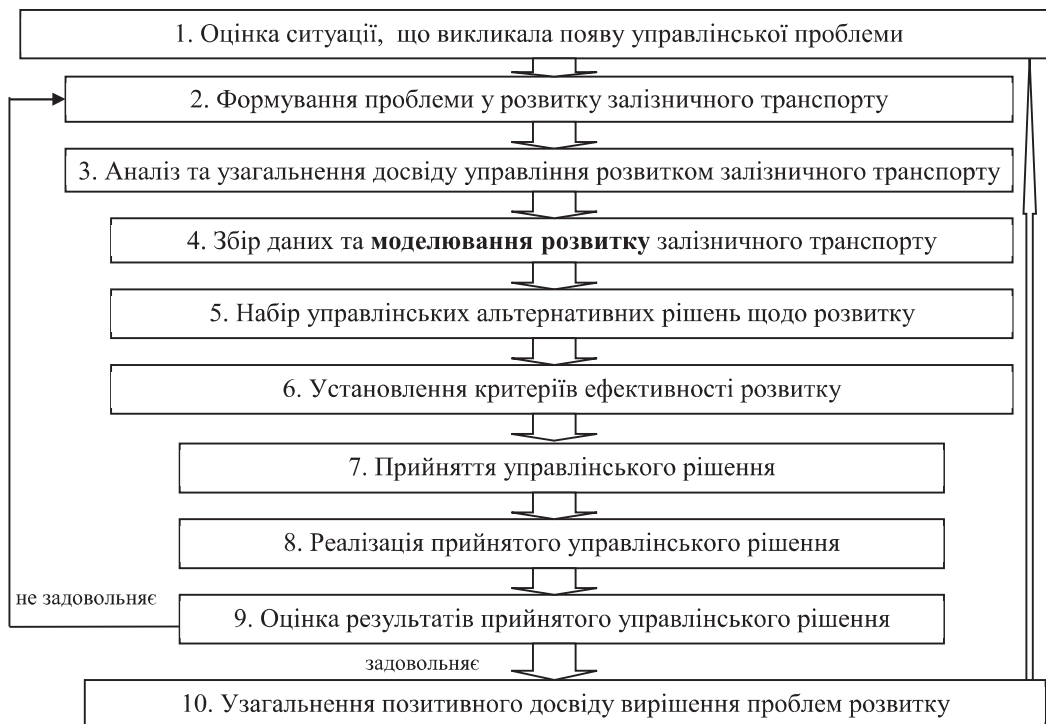 1. Оцінка ситуації, що викликала появу управлінської проблеми
2. Формування проблеми у розвитку залізничного транспорту
3. Аналіз та узагальнення досвіду управління розвитком залізничного транспорту
4. Збір даних та моделювання розвитку залізничного транспорту
5. Набір управлінських альтернативних рішень щодо розвитку
6. Установлення критеріїв ефективності розвитку
7. Прийняття управлінського рішення
8. Реалізація прийнятого управлінського рішення
не задовольняє
9. Оцінка результатів прийнятого управлінського рішення
задовольняє
10. Узагальнення позитивного досвіду вирішення проблем розвитку